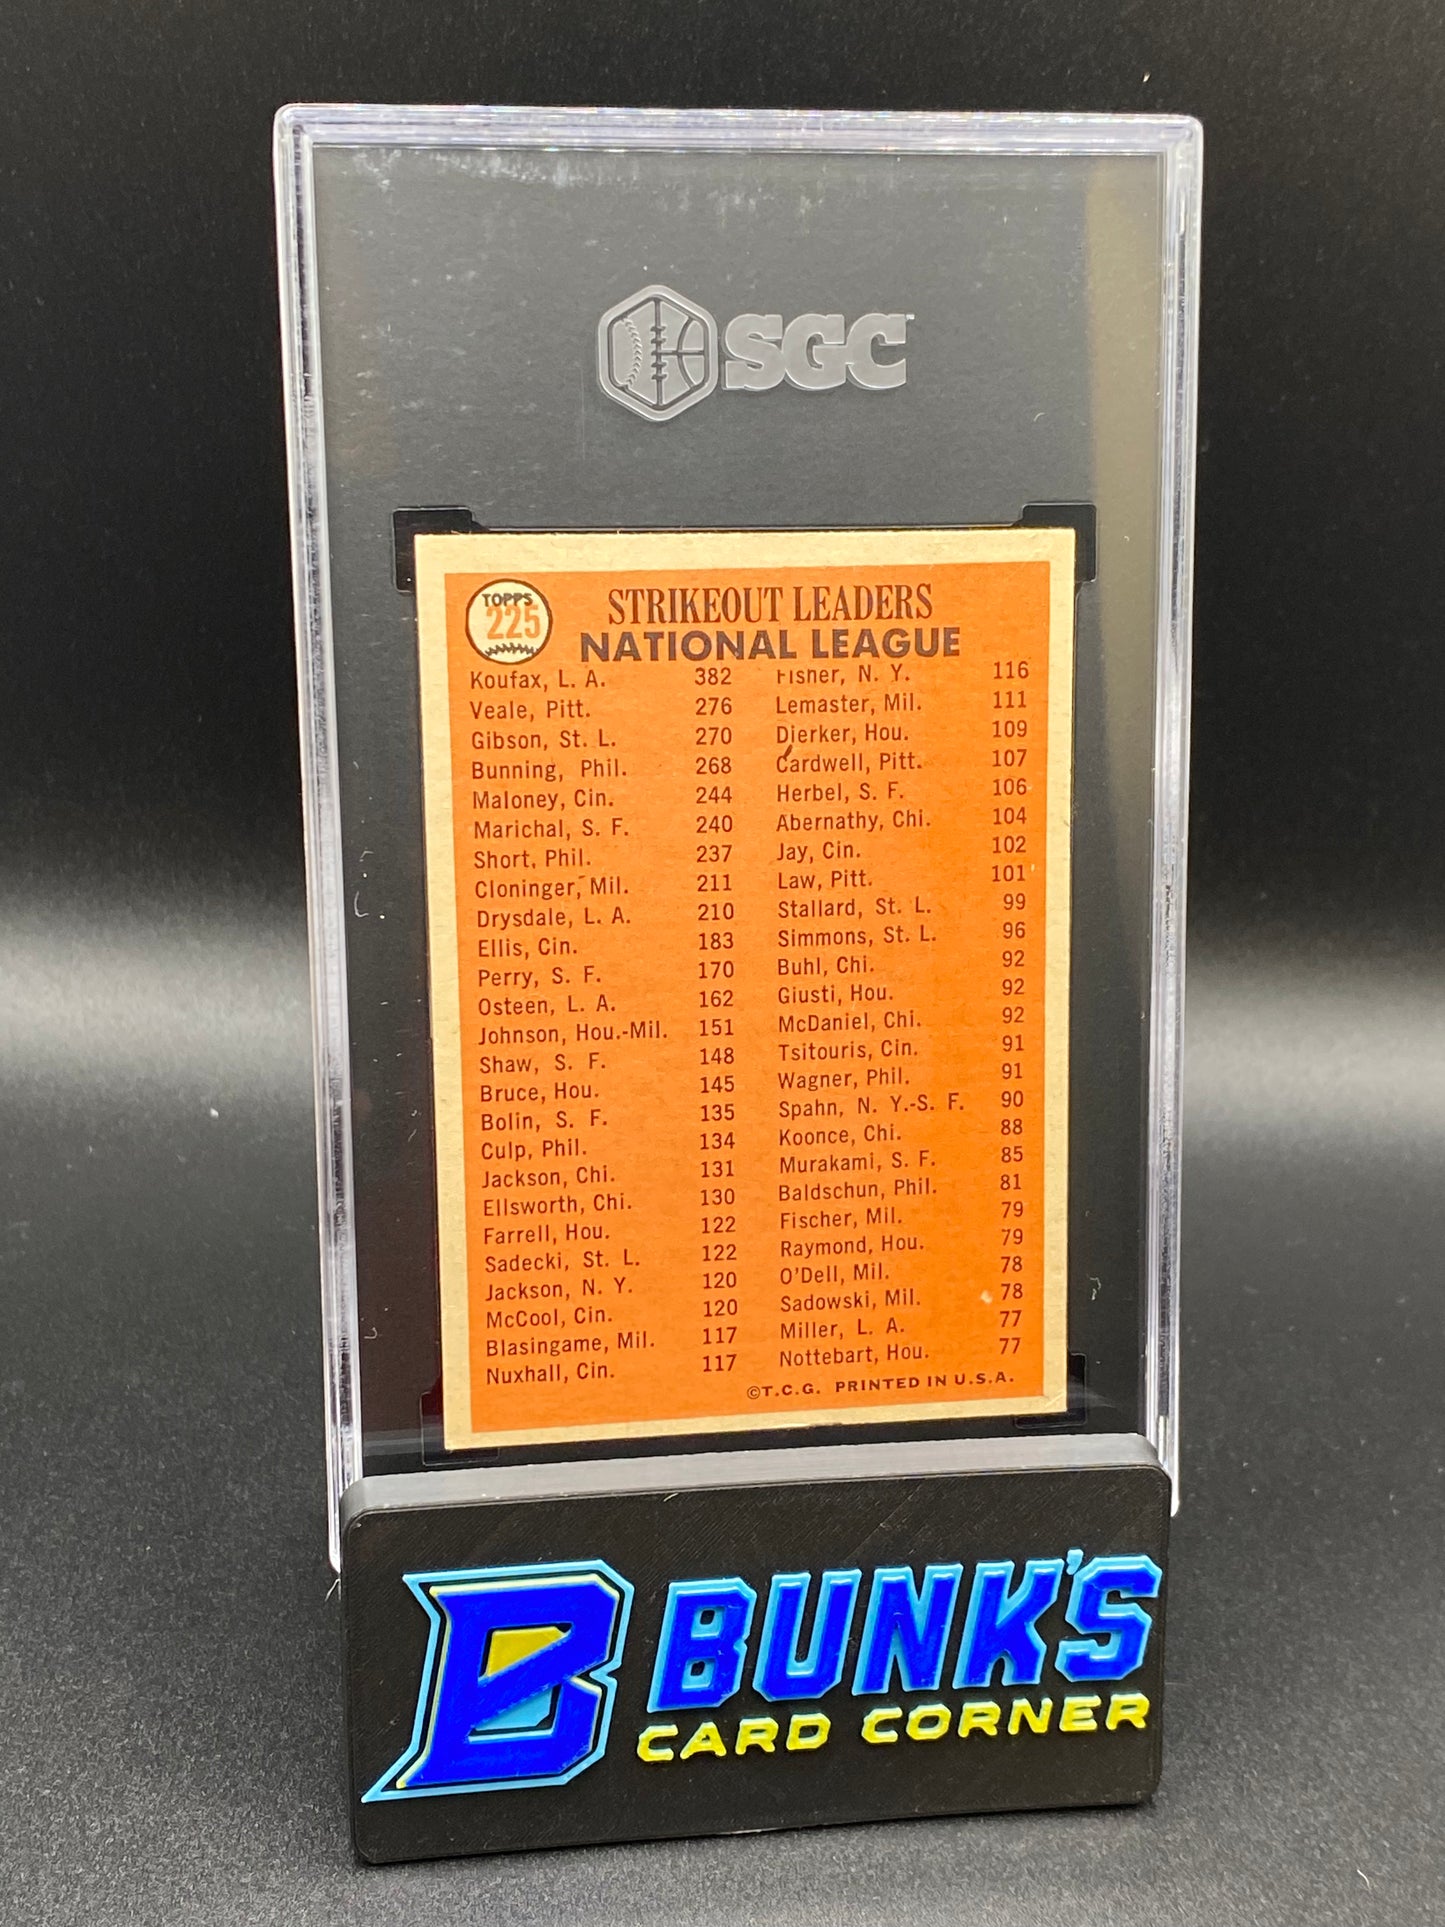 SGC
TOPPS
225
STRIKEOUT LEADERS
NATIONAL LEAGUE
Koufax, L. A. 382
Veale, Pitt. 276
Gibson, St. L. 270
Bunning, Phil. 268
Maloney, Cin. 244
Marichal, S. F. 240
Short, Phil. 237
Cloninger, Mil. 211
Drysdale, L. A. 210
Ellis, Cin. 183
Perry, S. F. 170
Osteen, L. A. 162
Johnson, Hou.-Mil. 151
Shaw, S. F. 148
Bruce, Hou. 145
Bolin, S. F. 135
Culp, Phil. 134
Jackson, Chi. 131
Ellsworth, Chi. 130
Farrell, Hou. 122
Sadecki, St. L. 122
Jackson, N. Y. 120
McCool, Cin. 120
Blasingame, Mil. 117
Nuxhall, Cin. 117
Fisher, N. Y. 116
Lemaster, Mil. 111
Dierker, Hou. 109
Cardwell, Pitt. 107
Herbel, S. F. 106
Abernathy, Chi. 104
Jay, Cin. 102
Law, Pitt. 101
Stallard, St. L. 99
Simmons, St. L. 96
Buhl, Chi. 92
Giusti, Hou. 92
McDaniel, Chi. 92
Tsitouris, Cin. 91
Wagner, Phil. 91
Spahn, N. Y.-S. F. 90
Koonce, Chi. 88
Murakami, S. F. 85
Baldschun, Phil. 81
Fischer, Mil. 79
Raymond, Hou. 79
O'Dell, Mil. 78
Sadowski, Mil. 78
Miller, L. A. 77
Nottebart, Hou. 77
©T.C.G. PRINTED IN U.S.A.
B BUNK'S
CARD CORNER